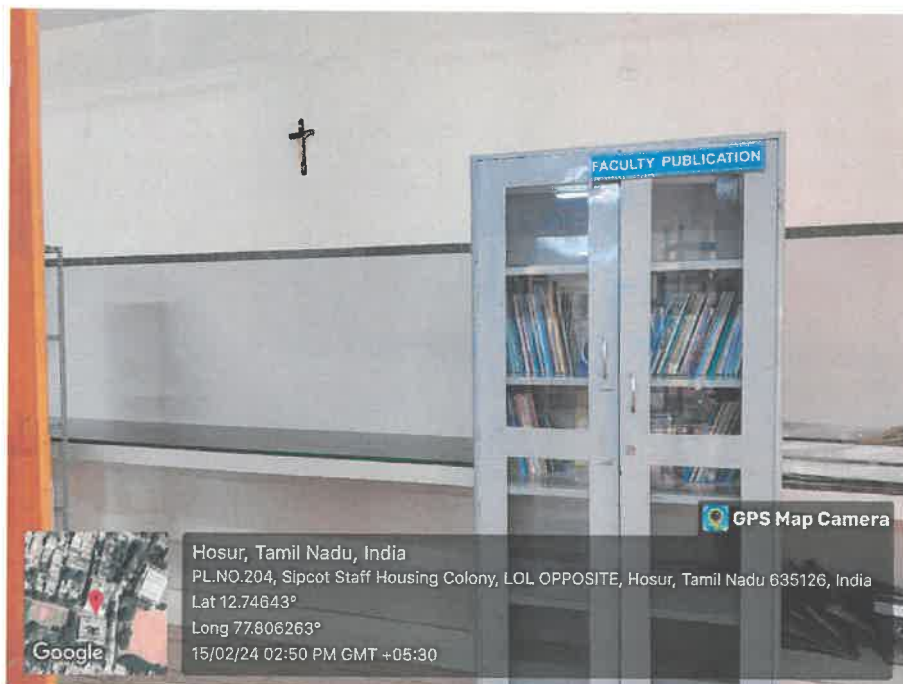 FACULTY PUBLICATION
GPS Map Camera
Hosur, Tamil Nadu, India
PL.NO.204, Sipcot Staff Housing Colony, LOL OPPOSITE, Hosur, Tamil Nadu 635126, India
Lat 12.74643°
Long 77.806263°
15/02/24 02:50 PM GMT +05:30
Google